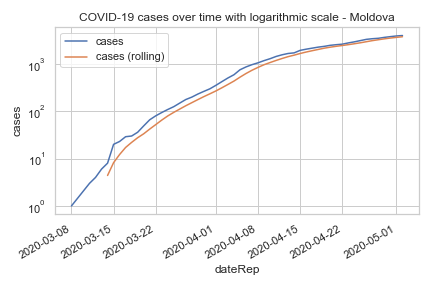 COVID-19 cases over time with logarithmic scale - Moldova
cases
cases (rolling)
10³
10²
10¹
10⁰
cases
2020-03-08
2020-03-15
2020-03-22
2020-04-01
2020-04-08
2020-04-15
2020-04-22
2020-05-01
dateRep